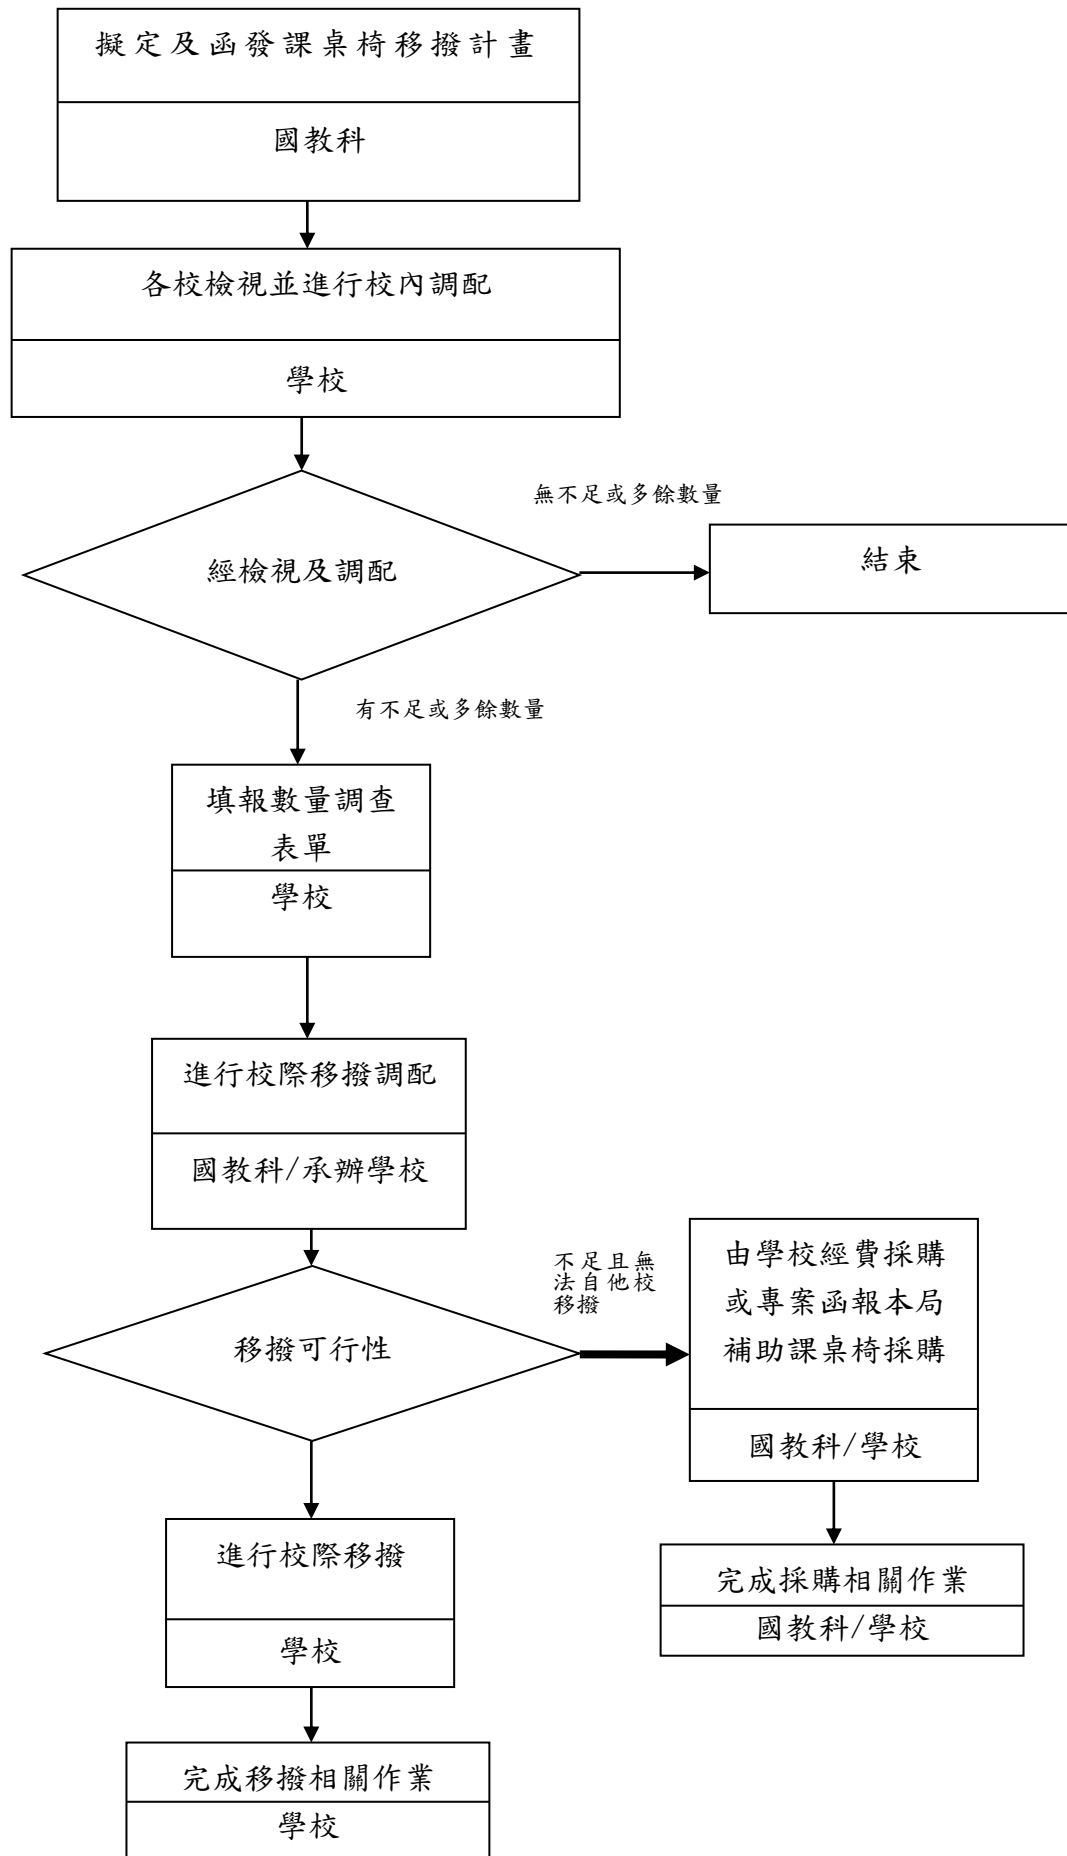 擬定及函發課桌椅移撥計畫
國教科
各校檢視並進行校內調配
學校
無不足或多餘數量
經檢視及調配
結束
有不足或多餘數量
填報數量調查
表單
學校
進行校際移撥調配
國教科/承辦學校
不足且無
法自他校
移撥
移撥可行性
由學校經費採購
或專案函報本局
補助課桌椅採購
國教科/學校
進行校際移撥
學校
完成採購相關作業
國教科/學校
完成移撥相關作業
學校